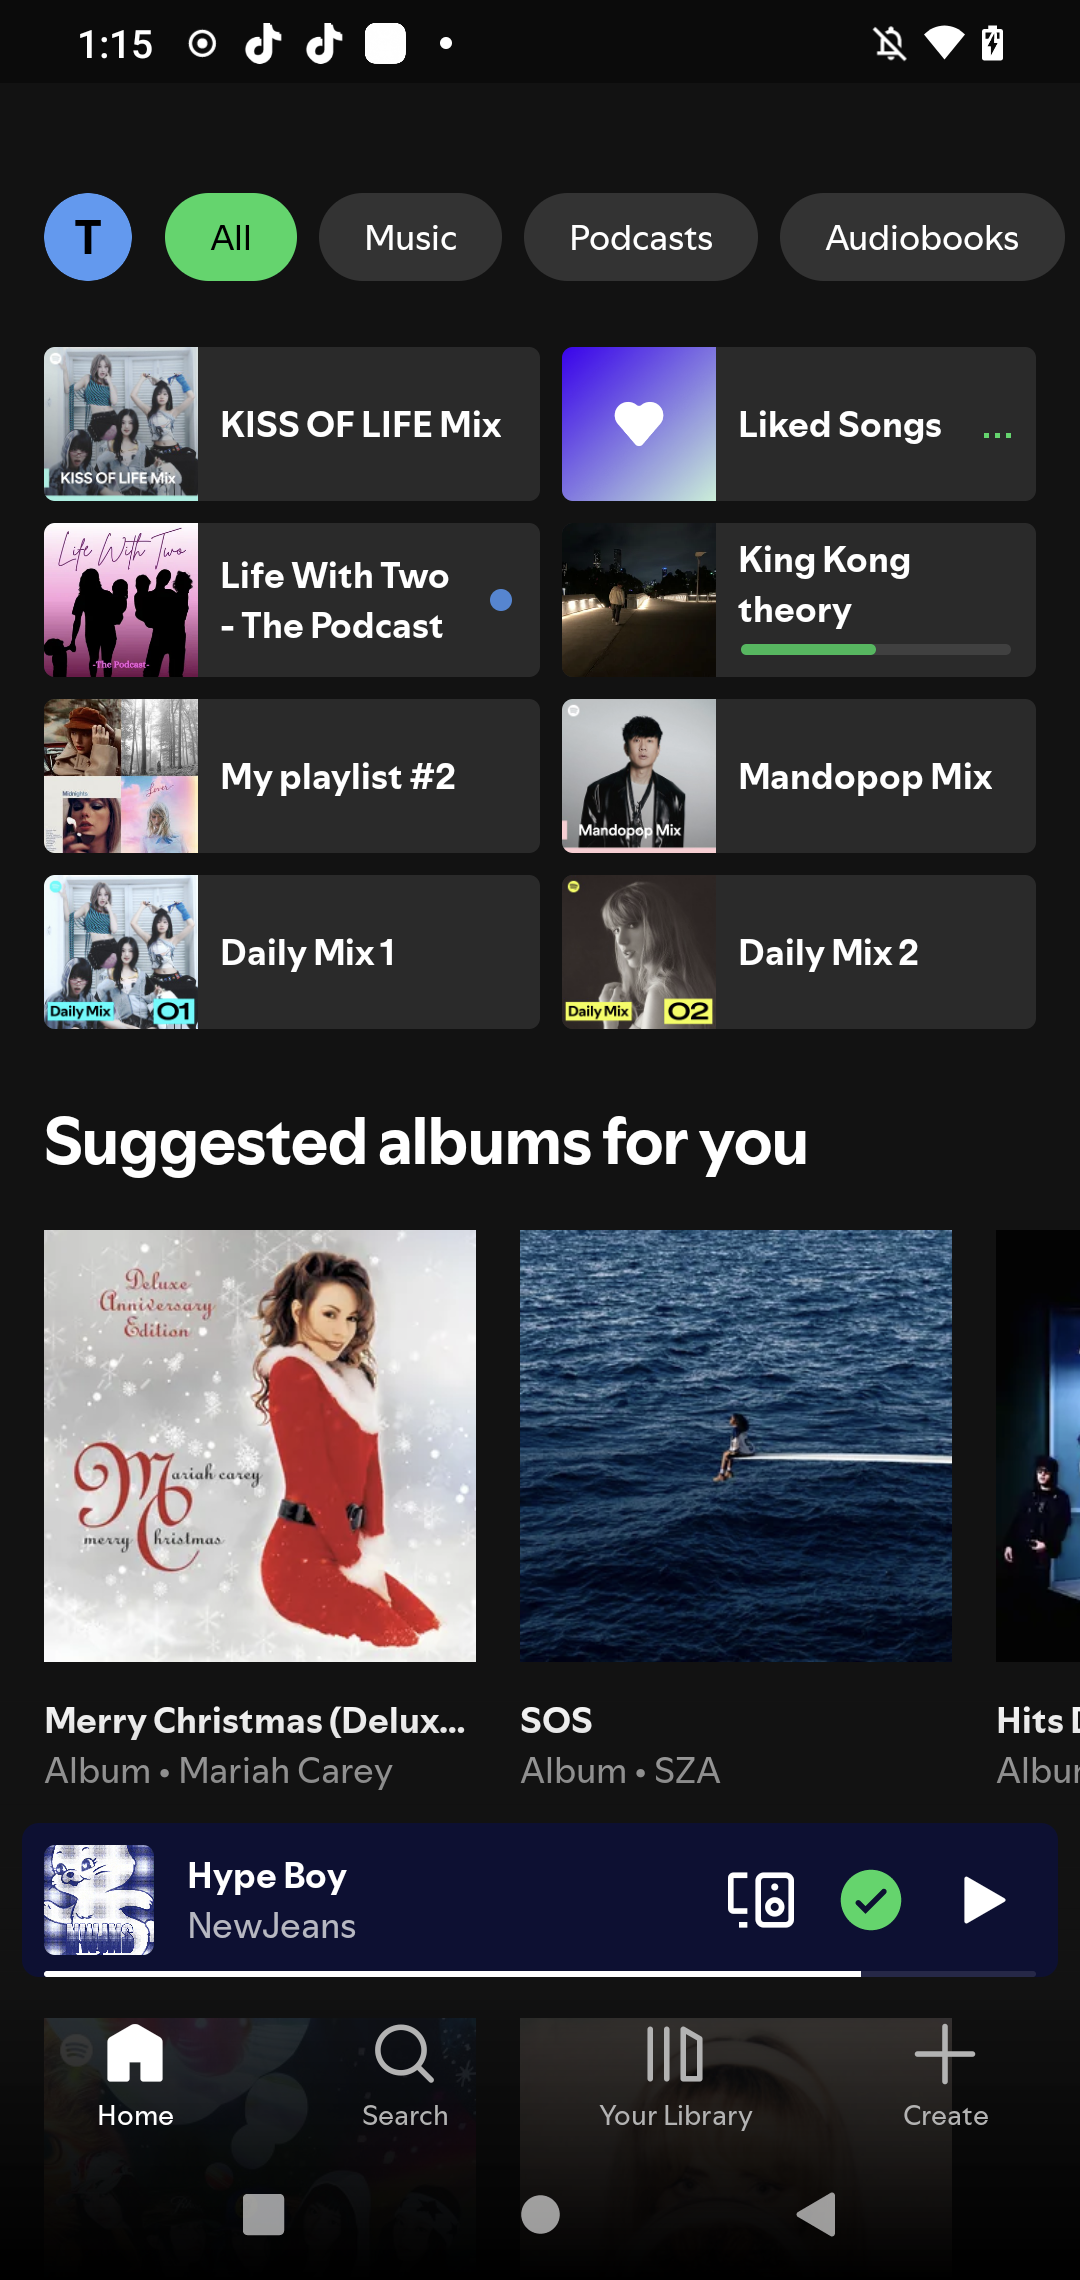 1:15
T
All
Music
Podcasts
Audiobooks
KISS OF LIFE Mix
KISS OF LIFE Mix
Liked Songs
Life With Two
-The Podcast-
Life With Two
- The Podcast
King Kong
theory
Midnights
Lover
My playlist #2
Mandopop Mix
Mandopop Mix
Daily Mix 01
Daily Mix 1
Daily Mix 02
Daily Mix 2
Suggested albums for you
Deluxe
Anniversary
Edition
Mariah carey
merry Christmas
Merry Christmas (Delux...
Album • Mariah Carey
SOS
Album • SZA
Hits
Hype Boy
NewJeans
Home
Search
Your Library
Create